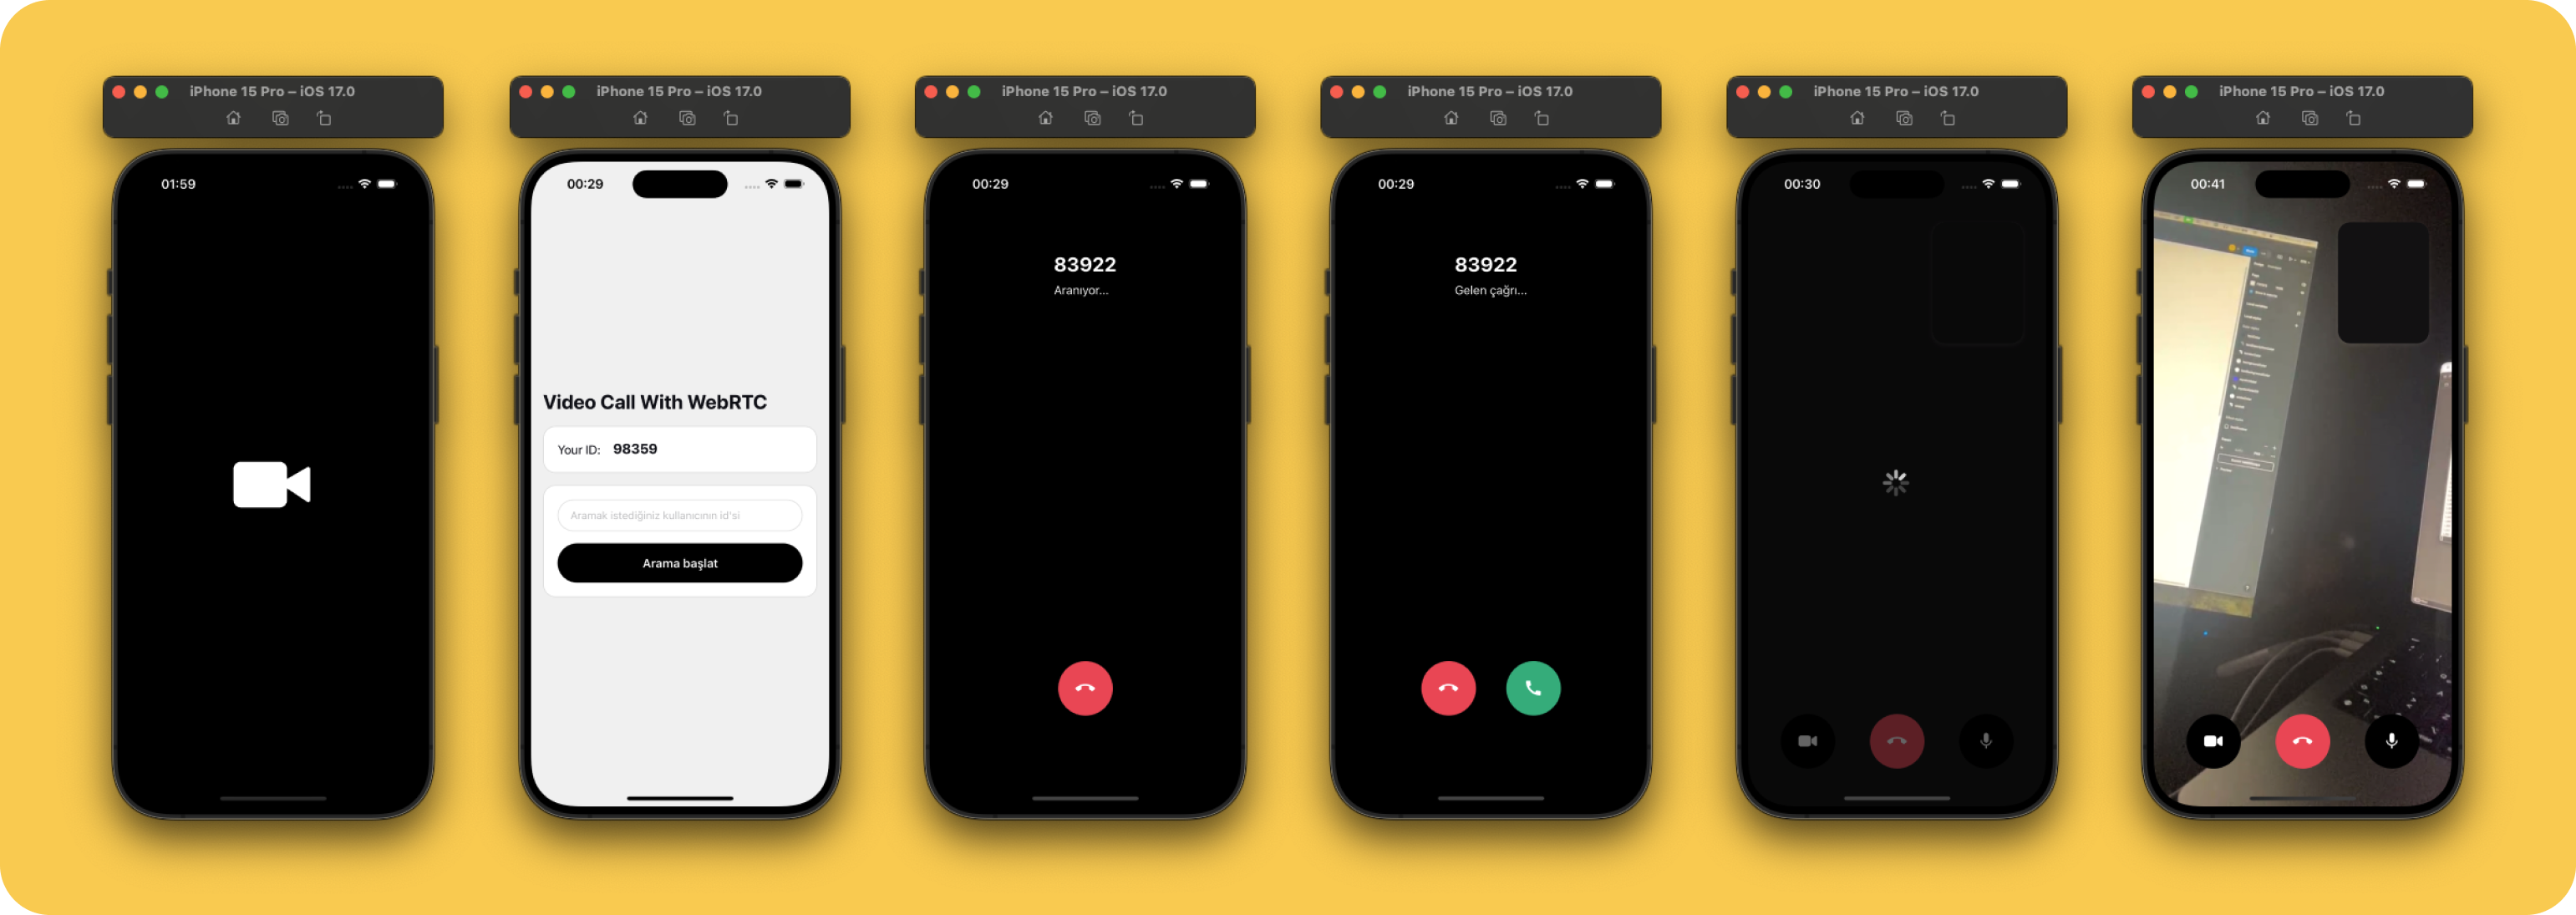 iPhone 15 Pro – iOS 17.0
01:59
iPhone 15 Pro – iOS 17.0
00:29
Video Call With WebRTC
Your ID: 98359
Aramak istediğiniz kullanıcının id'si
Arama başlat
iPhone 15 Pro – iOS 17.0
00:29
83922
Aranıyor...
iPhone 15 Pro – iOS 17.0
00:29
83922
Gelen çağrı...
iPhone 15 Pro – iOS 17.0
00:30
iPhone 15 Pro – iOS 17.0
00:41